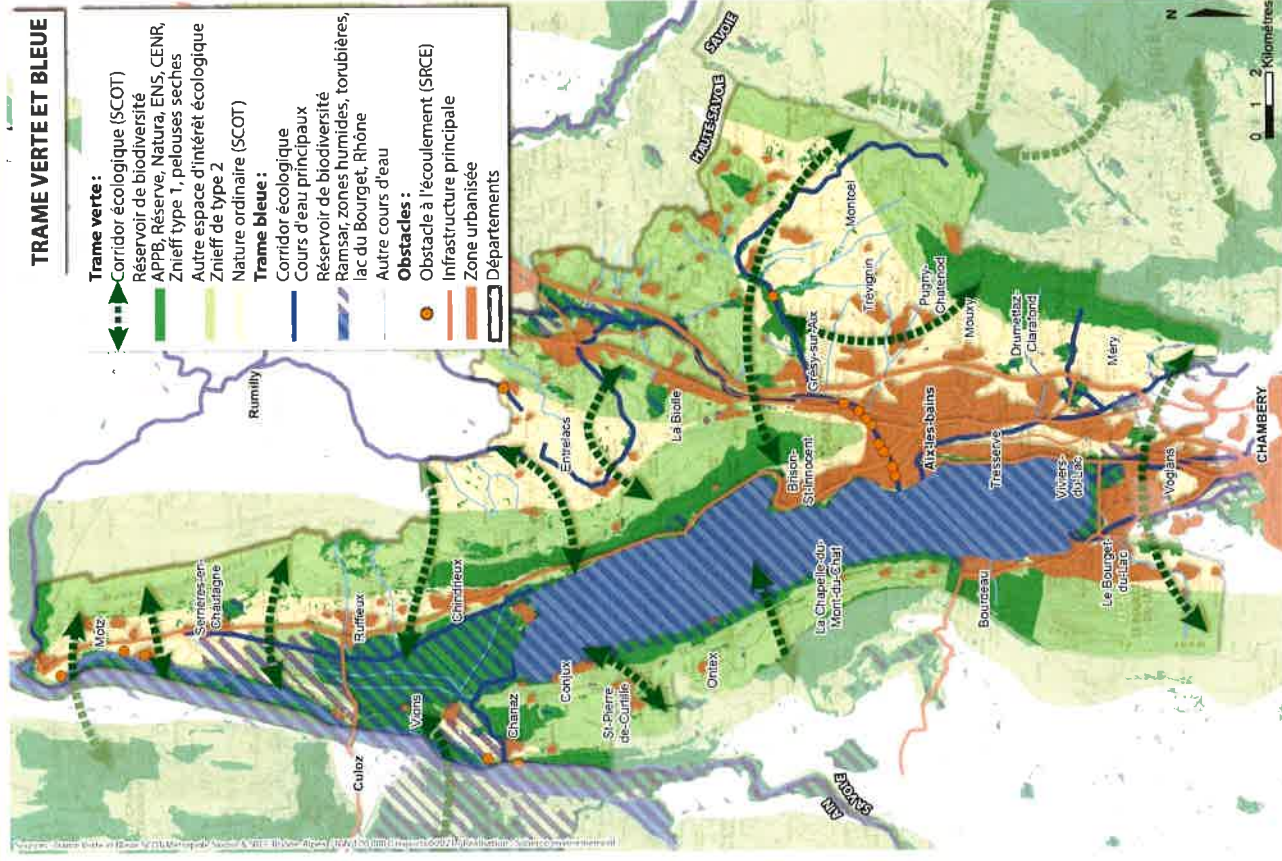 TRAME VERTE ET BLEUE
Trame verte :
Corridor écologique (SCOT)
Réservoir de biodiversité
APPB, Réserve, Natura, ENS, CENR,
Znieff type 1, pelouses seches
Autre espace d'intérêt écologique
Znieff de type 2
Nature ordinaire (SCOT)
Trame bleue :
Corridor écologique
Cours d'eau principaux
Réservoir de biodiversité
Ramsar, zones humides, torubières,
lac du Bourget, Rhône
Autre cours d'eau
Obstacles :
Obstacle à l'écoulement (SRCE)
Infrastructure principale
Zone urbanisée
Départements
Rumilly
HAUTE-SAVOIE
SAVOIE
Motz
Serrières-en-
Chautagne
Ruffieux
Culoz
Vions
Chindrieux
Chanaz
Conjux
St-Pierre
de-Curtille
Ontex
Entrelacs
La Biolle
Brison-
St-Innocent
Grésy-sur-Aix
Montcel
Trévignin
Pugny-
Chatenod
Mouxy
Aix-les-bains
Drumettaz-
Clarafond
Méry
Tresserve
Viviers-
du-Lac
Voglans
La Chapelle-du-
Mont-du-Chat
Bourdeau
Le Bourget-
du-Lac
CHAMBERY
AIN
SAVOIE
N
0 1 2
Kilomètres